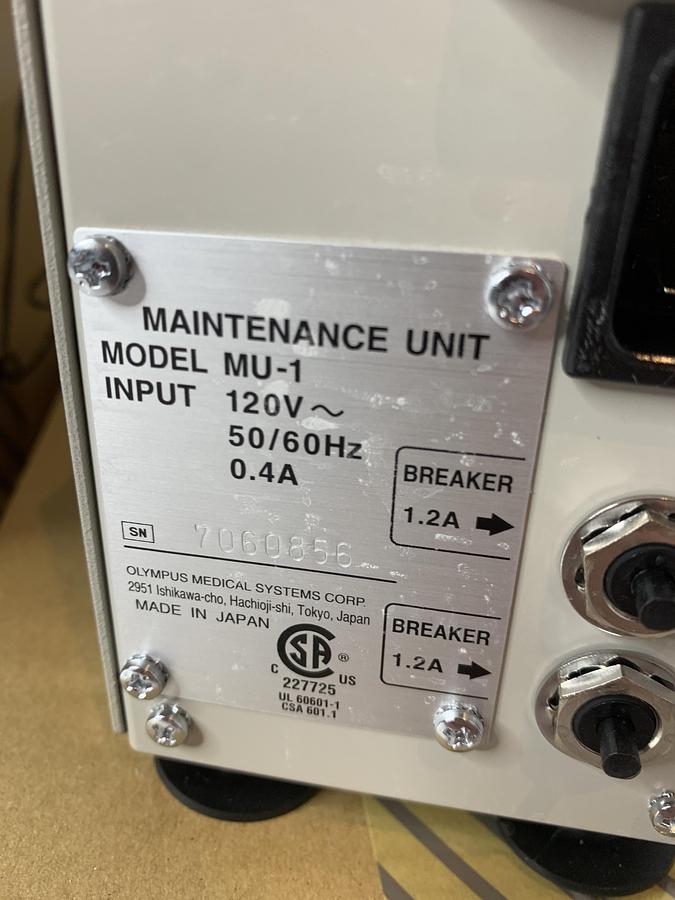 MAINTENANCE UNIT
MODEL MU-1
INPUT 120V～
50/60Hz
0.4A
BREAKER
1.2A
SN 7060856
OLYMPUS MEDICAL SYSTEMS CORP.
2951 Ishikawa-cho, Hachioji-shi, Tokyo, Japan
MADE IN JAPAN
BREAKER
1.2A
CSA ®
C US
227725
UL 60601-1
CSA 601.1